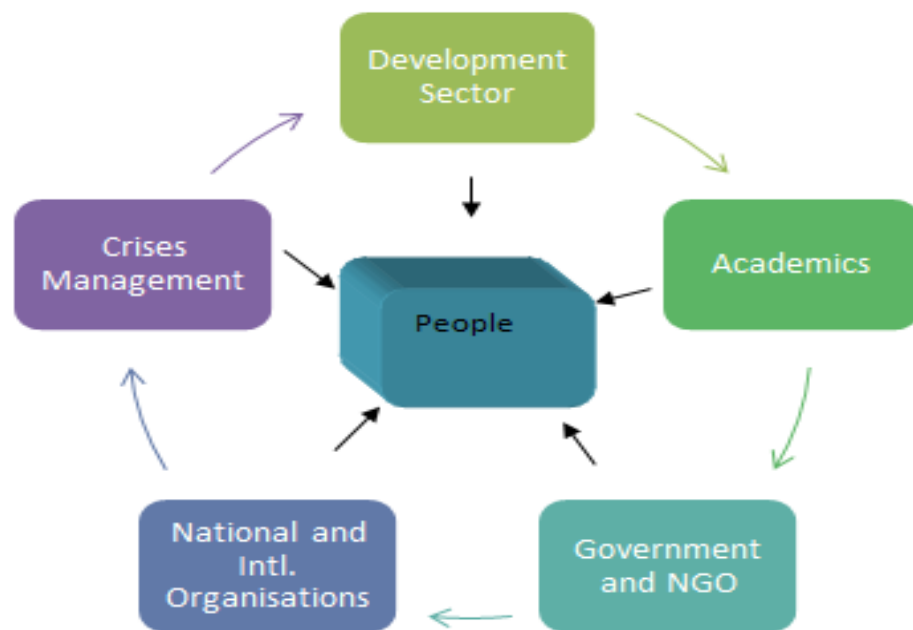 Development
Sector
Crises
Management
Academics
People
National and
Intl.
Organisations
Government
and NGO